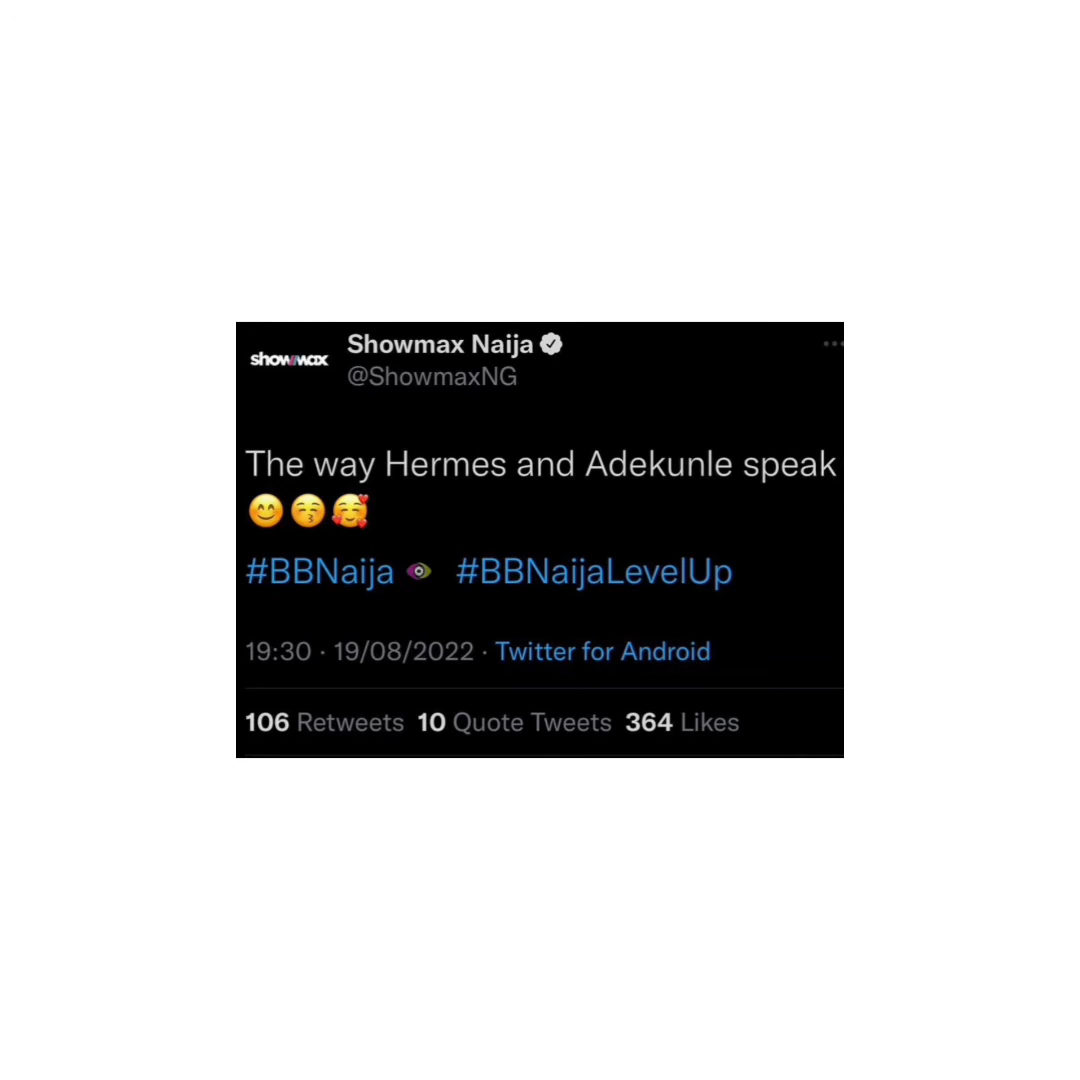 showmax
Showmax Naija
@ShowmaxNG
The way Hermes and Adekunle speak
😊😚🥰
#BBNaija #BBNaijaLevelUp
19:30 · 19/08/2022 · Twitter for Android
106 Retweets 10 Quote Tweets 364 Likes